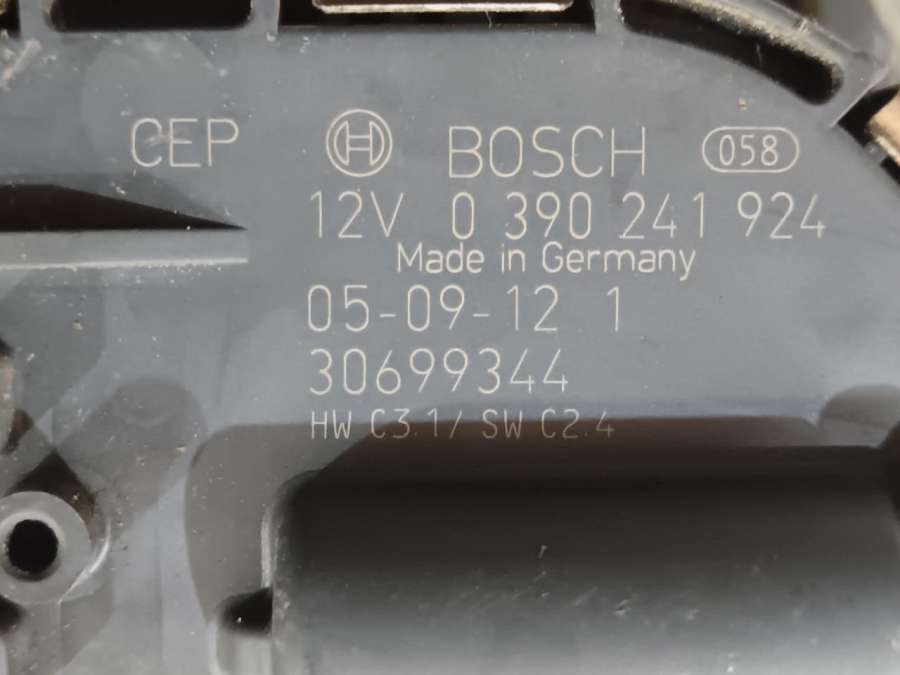 CEP BOSCH 058
12V 0 390 241 924
Made in Germany
05-09-12 1
30699344
HW C3.1/ SW C2.4